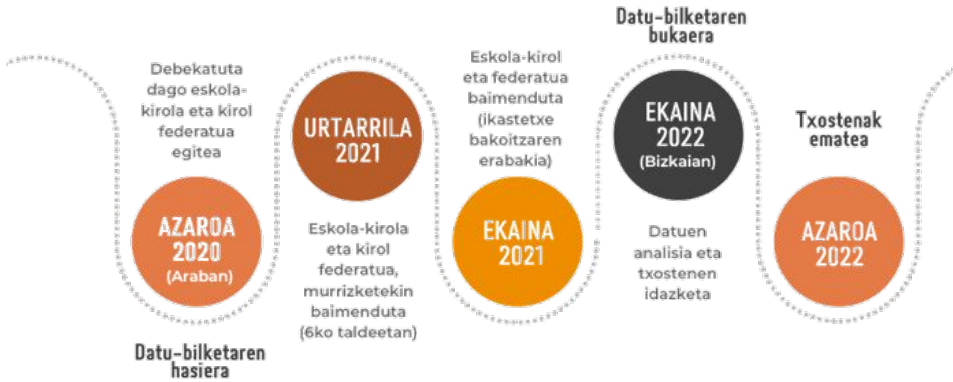 Debekatuta
dago eskola-
kirola eta kirol
federatua
egitea
AZAROA
2020
(Araban)
Datu-bilketaren
hasiera
URTARRILA
2021
Eskola-kirola
eta kirol
federatua,
murrizketekin
baimenduta
(6ko taldeetan)
Eskola-kirol
eta federatua
baimenduta
(ikastetxe
bakoitzaren
erabakia)
EKAINA
2021
Datu-bilketaren
bukaera
EKAINA
2022
(Bizkaian)
Datuen
analisia eta
txostenen
idazketa
Txostenak
ematea
AZAROA
2022